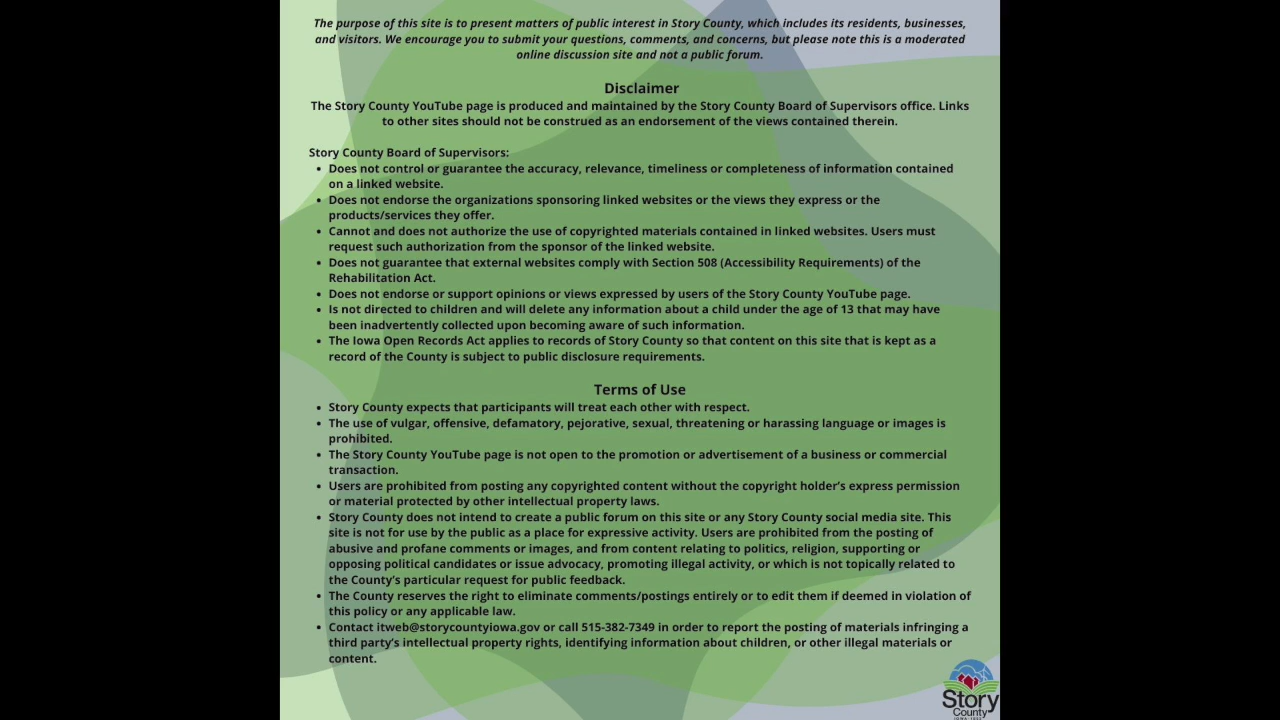 The purpose of this site is to present matters of public interest in Story County, which includes its residents, businesses,
and visitors. We encourage you to submit your questions, comments, and concerns, but please note this is a moderated
online discussion site and not a public forum.
Disclaimer
The Story County YouTube page is produced and maintained by the Story County Board of Supervisors office. Links
to other sites should not be construed as an endorsement of the views contained therein.
Story County Board of Supervisors:
• Does not control or guarantee the accuracy, relevance, timeliness or completeness of information contained
on a linked website.
• Does not endorse the organizations sponsoring linked websites or the views they express or the
products/services they offer.
• Cannot and does not authorize the use of copyrighted materials contained in linked websites. Users must
request such authorization from the sponsor of the linked website.
• Does not guarantee that external websites comply with Section 508 (Accessibility Requirements) of the
Rehabilitation Act.
• Does not endorse or support opinions or views expressed by users of the Story County YouTube page.
• Is not directed to children and will delete any information about a child under the age of 13 that may have
been inadvertently collected upon becoming aware of such information.
• The Iowa Open Records Act applies to records of Story County so that content on this site that is kept as a
record of the County is subject to public disclosure requirements.
Terms of Use
• Story County expects that participants will treat each other with respect.
• The use of vulgar, offensive, defamatory, pejorative, sexual, threatening or harassing language or images is
prohibited.
• The Story County YouTube page is not open to the promotion or advertisement of a business or commercial
transaction.
• Users are prohibited from posting any copyrighted content without the copyright holder's express permission
or material protected by other intellectual property laws.
• Story County does not intend to create a public forum on this site or any Story County social media site. This
site is not for use by the public as a place for expressive activity. Users are prohibited from the posting of
abusive and profane comments or images, and from content relating to politics, religion, supporting or
opposing political candidates or issue advocacy, promoting illegal activity, or which is not topically related to
the County's particular request for public feedback.
• The County reserves the right to eliminate comments/postings entirely or to edit them if deemed in violation of
this policy or any applicable law.
• Contact itweb@storycountyiowa.gov or call 515-382-7349 in order to report the posting of materials infringing a
third party's intellectual property rights, identifying information about children, or other illegal materials or
content.
Story
County